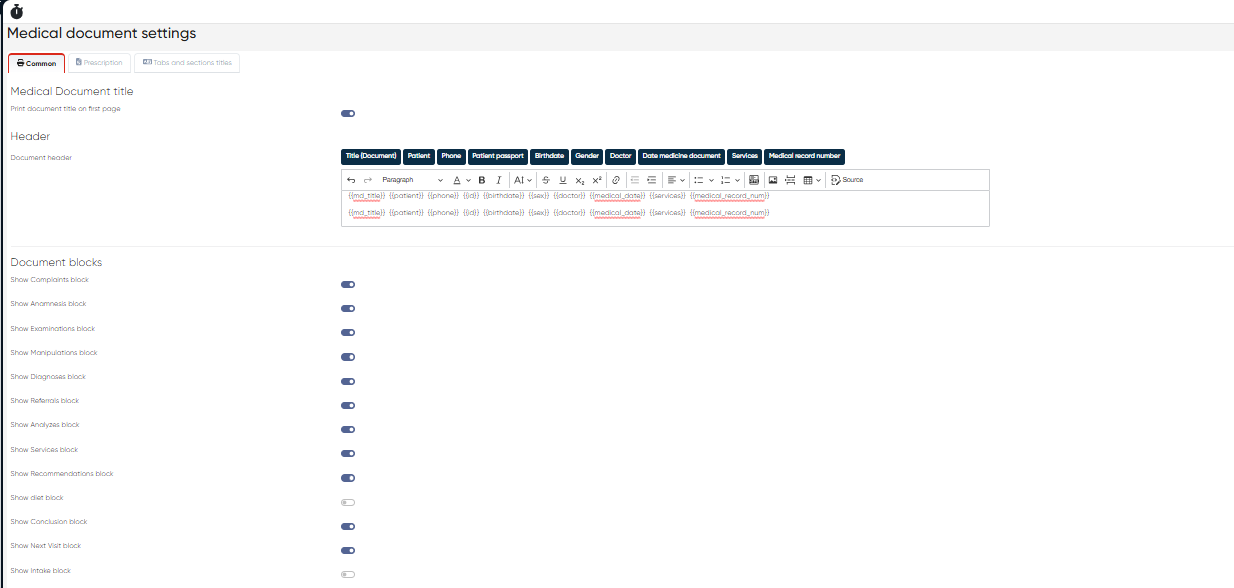 Medical document settings
Common Prescription Tabs and sections titles
Medical Document title
Print document title on first page
Header
Document header
Title (Document) Patient Phone Patient passport Birthdate Gender Doctor Date medicine document Services Medical record number
Paragraph A B I AI S U X₂ X² Source
{{md_title}} {{patient}} {{phone}} {{id}} {{birthdate}} {{sex}} {{doctor}} {{medical_date}} {{services}} {{medical_record_num}}
{{md_title}} {{patient}} {{phone}} {{id}} {{birthdate}} {{sex}} {{doctor}} {{medical_date}} {{services}} {{medical_record_num}}
Document blocks
Show Complaints block
Show Anamnesis block
Show Examinations block
Show Manipulations block
Show Diagnoses block
Show Referrals block
Show Analyzes block
Show Services block
Show Recommendations block
Show diet block
Show Conclusion block
Show Next Visit block
Show Intake block